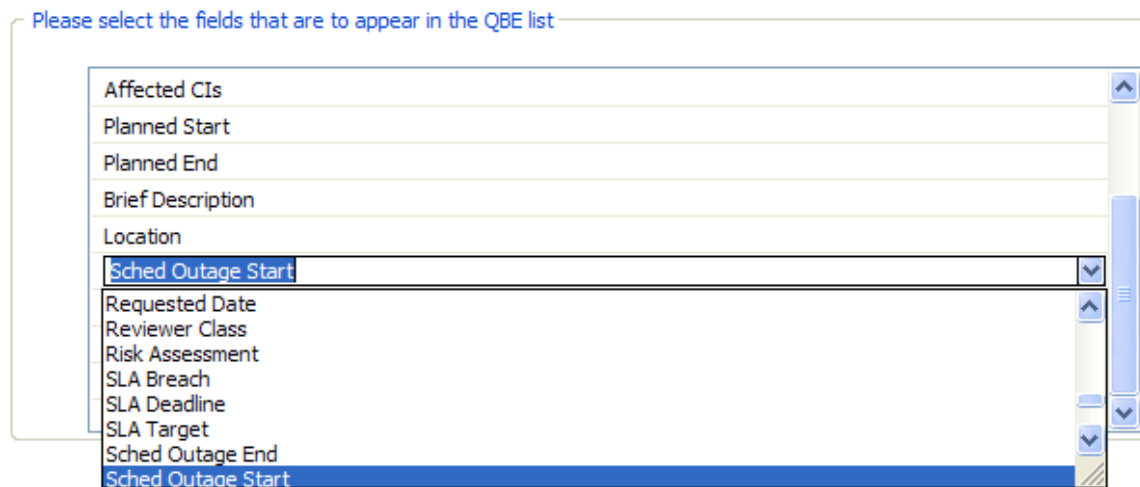 Please select the fields that are to appear in the QBE list
Affected CIs
Planned Start
Planned End
Brief Description
Location
Sched Outage Start
Requested Date
Reviewer Class
Risk Assessment
SLA Breach
SLA Deadline
SLA Target
Sched Outage End
Sched Outage Start